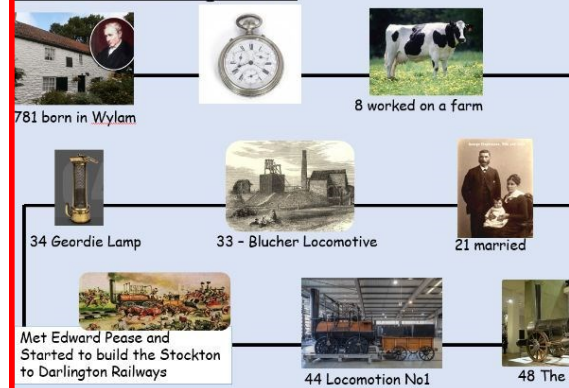 781 born in Wylam
8 worked on a farm
34 Geordie Lamp
33 – Blucher Locomotive
21 married
Met Edward Pease and
Started to build the Stockton
to Darlington Railways
44 Locomotion No1
48 The